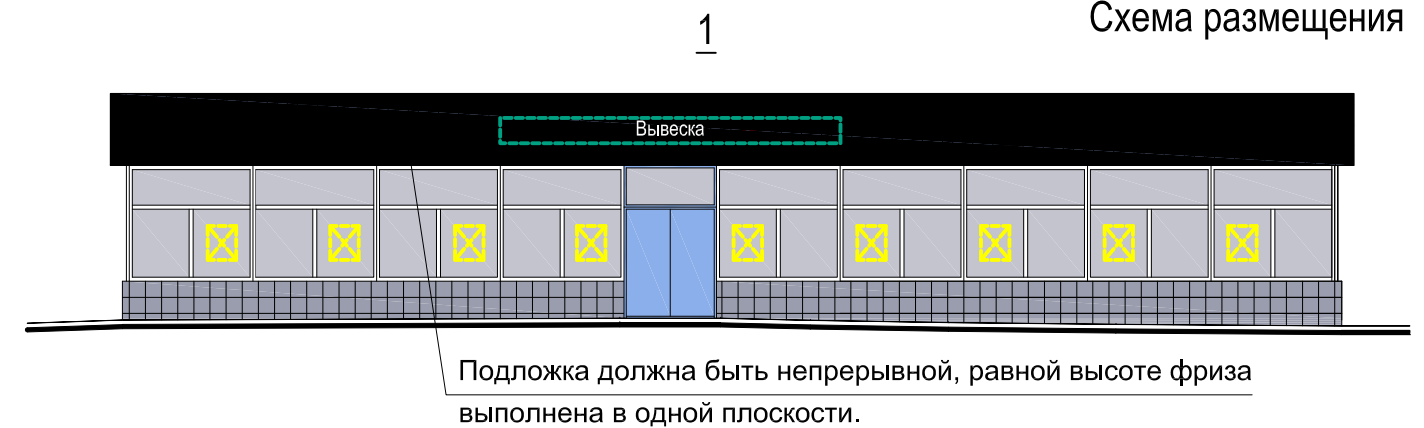 Схема размещения
1
Вывеска
Подложка должна быть непрерывной, равной высоте фриза
выполнена в одной плоскости.